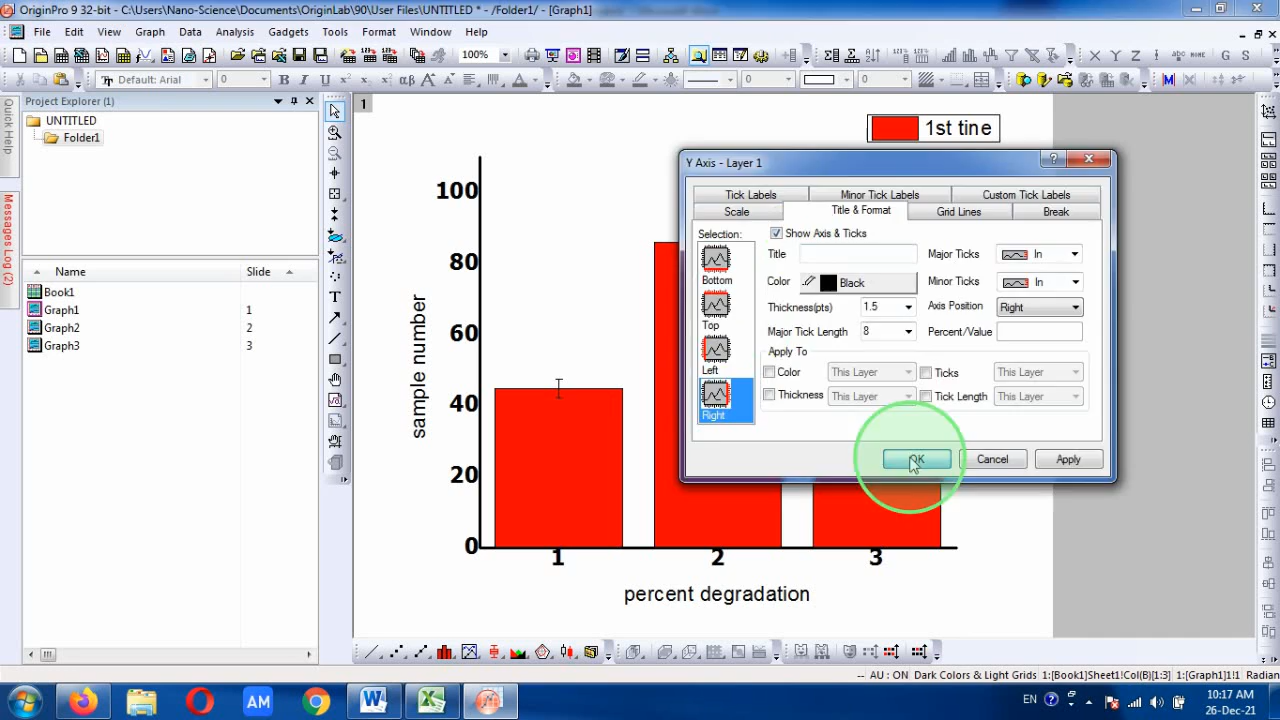 OriginPro 9 32-bit - C:\Users\Nano-Science\Documents\OriginLab\90\User Files\UNTITLED * - /Folder1/ - [Graph1]
File Edit View Graph Data Analysis Gadgets Tools Format Window Help
100%
Default: Arial 0 B I U αβ A A 0 0
Project Explorer (1)
UNTITLED
Folder1
Quick Help
Messages Log (2)
Name Slide
Book1
Graph1 1
Graph2 2
Graph3 3
1
1st tine
100
80
60
40
20
0
1 2 3
sample number
percent degradation
Y Axis - Layer 1
Tick Labels Minor Tick Labels Custom Tick Labels
Scale Title & Format Grid Lines Break
Selection:
Bottom
Top
Left
Right
Show Axis & Ticks
Title Major Ticks In
Color Black Minor Ticks In
Thickness(pts) 1.5 Axis Position Right
Major Tick Length 8 Percent/Value
Apply To
Color This Layer Ticks This Layer
Thickness This Layer Tick Length This Layer
OK Cancel Apply
-- AU : ON Dark Colors & Light Grids 1:[Book1]Sheet1!Col(B)[1:3] 1:[Graph1]1!1 Radian
AM
EN
10:17 AM
26-Dec-21